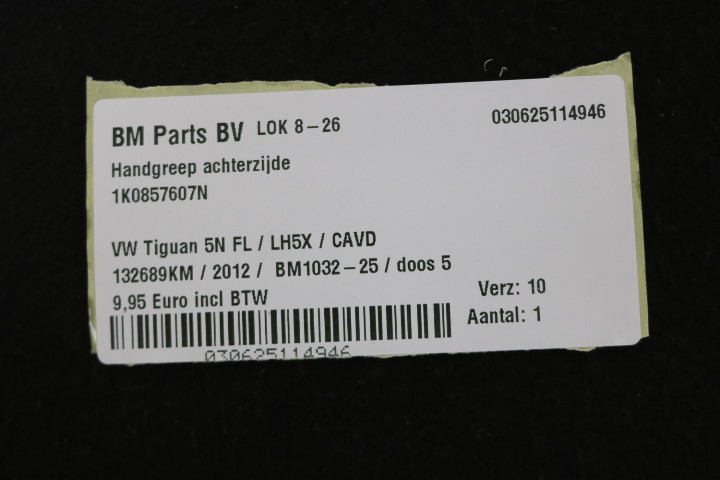 BM Parts BV LOK 8-26
030625114946
Handgreep achterzijde
1K0857607N
VW Tiguan 5N FL / LH5X / CAVD
132689KM / 2012 / BM1032-25 / doos 5
9,95 Euro incl BTW
Verz: 10
Aantal: 1
030625114946